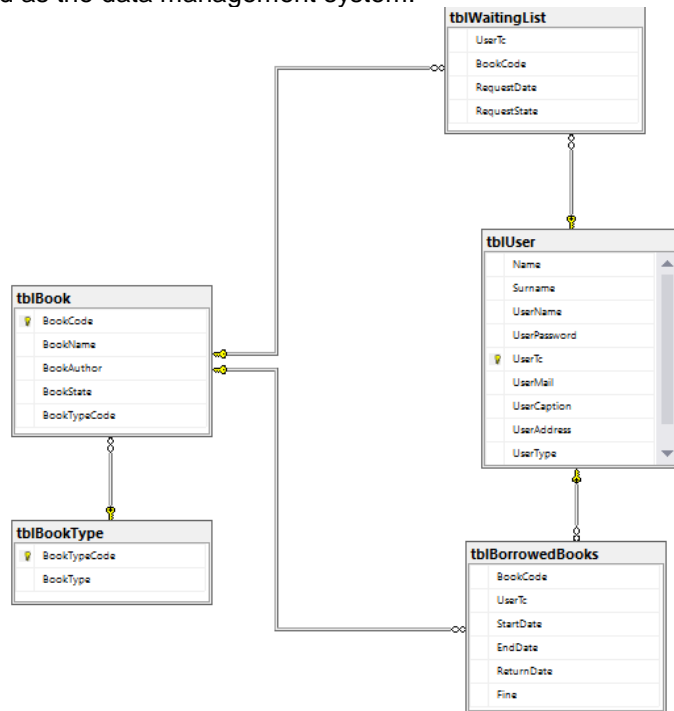 d as the data management system.
tblWaitingList
UserTc
BookCode
RequestDate
RequestState
tblUser
Name
Surname
UserName
UserPassword
UserTc
UserMail
UserCaption
UserAddress
UserType
tblBook
BookCode
BookName
BookAuthor
BookState
BookTypeCode
tblBookType
BookTypeCode
BookType
tblBorrowedBooks
BookCode
UserTc
StartDate
EndDate
ReturnDate
Fine